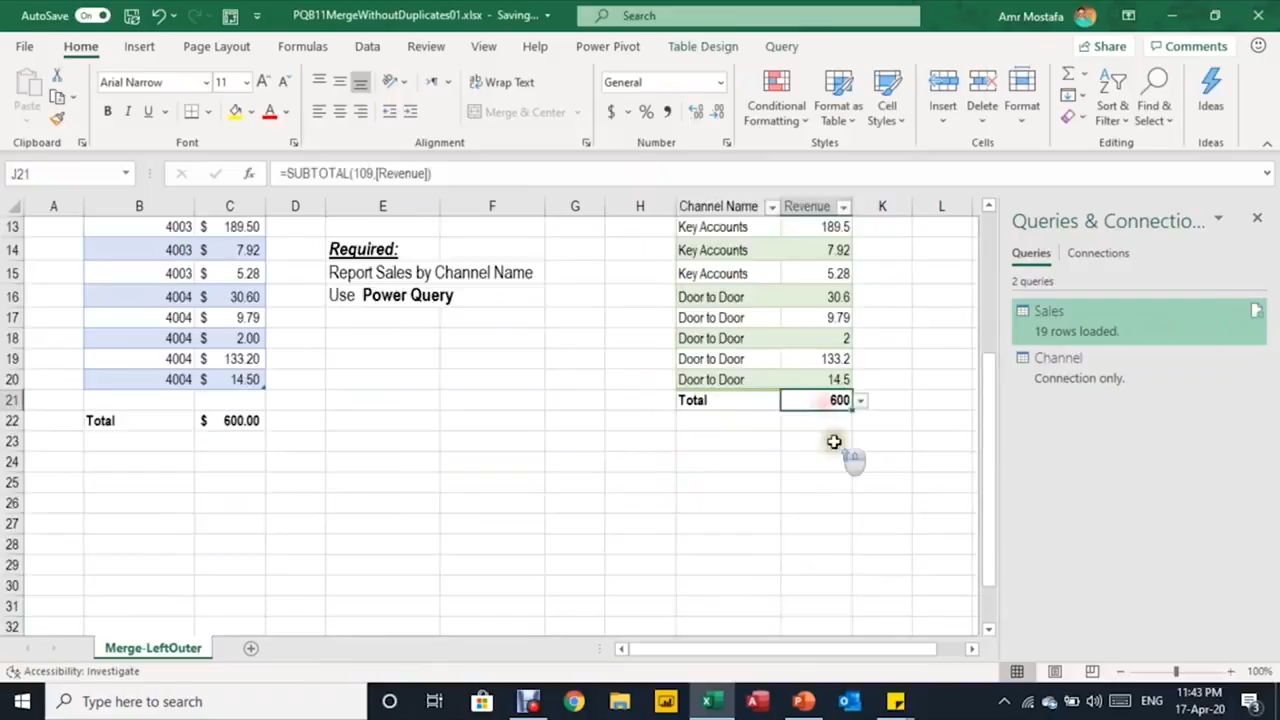 AutoSave On PQB11MergeWithoutDuplicates01.xlsx - Saving... Search Amr Mostafa
File Home Insert Page Layout Formulas Data Review View Help Power Pivot Table Design Query Share Comments
Paste Arial Narrow 11 Wrap Text General Conditional Formatting Format as Table Cell Styles Insert Delete Format Sort & Filter Find & Select Ideas
B I U Merge & Center $ %
Clipboard Font Alignment Number Styles Cells Editing Ideas
J21 fx =SUBTOTAL(109,[Revenue])
A B C D E F G H Channel Name Revenue K L
13 4003 $ 189.50 Key Accounts 189.5
14 4003 $ 7.92 Required: Key Accounts 7.92
15 4003 $ 5.28 Report Sales by Channel Name Key Accounts 5.28
16 4004 $ 30.60 Use Power Query Door to Door 30.6
17 4004 $ 9.79 Door to Door 9.79
18 4004 $ 2.00 Door to Door 2
19 4004 $ 133.20 Door to Door 133.2
20 4004 $ 14.50 Door to Door 14.5
21 Total 600
22 Total $ 600.00
23
24
25
26
27
28
29
30
31
32
Queries & Connectio...
Queries Connections
2 queries
Sales
19 rows loaded.
Channel
Connection only.
Merge-LeftOuter
Accessibility: Investigate 100%
Type here to search ENG 11:43 PM
17-Apr-20 3